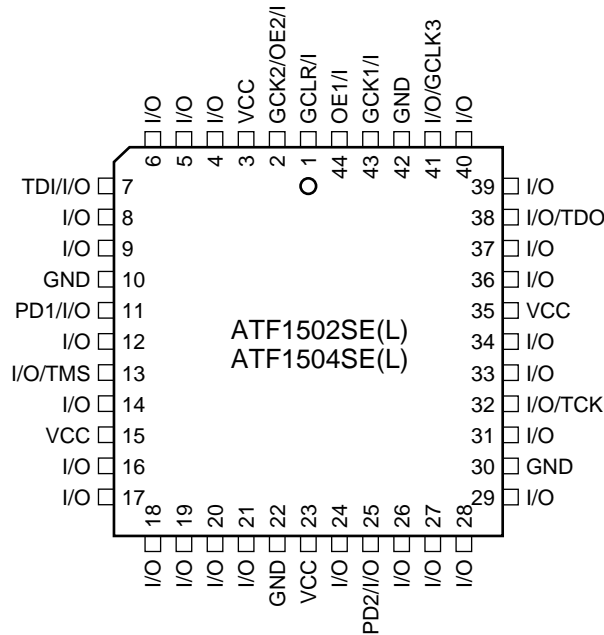 I/O
I/O
I/O
VCC
GCK2/OE2/I
GCLR/I
OE1/I
GCK1/I
GND
I/O/GCLK3
I/O
6
5
4
3
2
1
44
43
42
41
40
TDI/I/O 7
I/O 8
I/O 9
GND 10
PD1/I/O 11
I/O 12
I/O/TMS 13
I/O 14
VCC 15
I/O 16
I/O 17
ATF1502SE(L)
ATF1504SE(L)
39 I/O
38 I/O/TDO
37 I/O
36 I/O
35 VCC
34 I/O
33 I/O
32 I/O/TCK
31 I/O
30 GND
29 I/O
18
19
20
21
22
23
24
25
26
27
28
I/O
I/O
I/O
I/O
GND
VCC
I/O
PD2/I/O
I/O
I/O
I/O